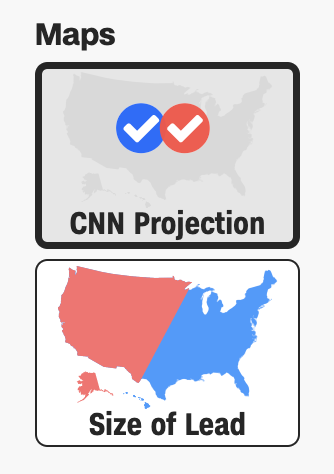 Maps
CNN Projection
Size of Lead